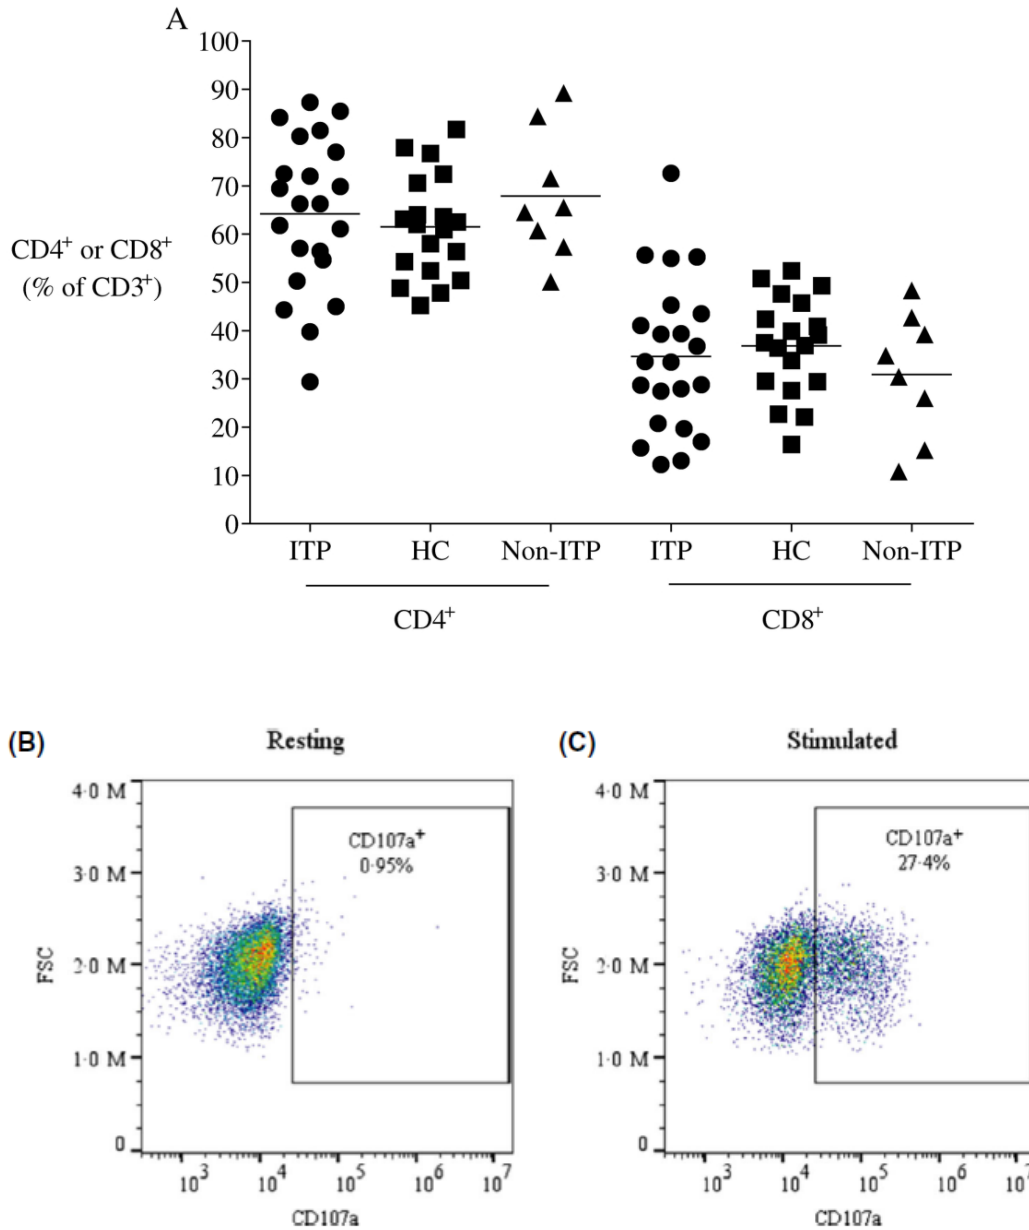 A
100
90
80
70
60
50
40
30
20
10
0
CD4⁺ or CD8⁺
(% of CD3⁺)
ITP HC Non-ITP ITP HC Non-ITP
CD4⁺ CD8⁺
(B) Resting
4·0 M
3·0 M
2·0 M
1·0 M
0
FSC
CD107a⁺
0·95%
10³ 10⁴ 10⁵ 10⁶ 10⁷
CD107a
(C) Stimulated
4·0 M
3·0 M
2·0 M
1·0 M
0
FSC
CD107a⁺
27·4%
10³ 10⁴ 10⁵ 10⁶ 10⁷
CD107a